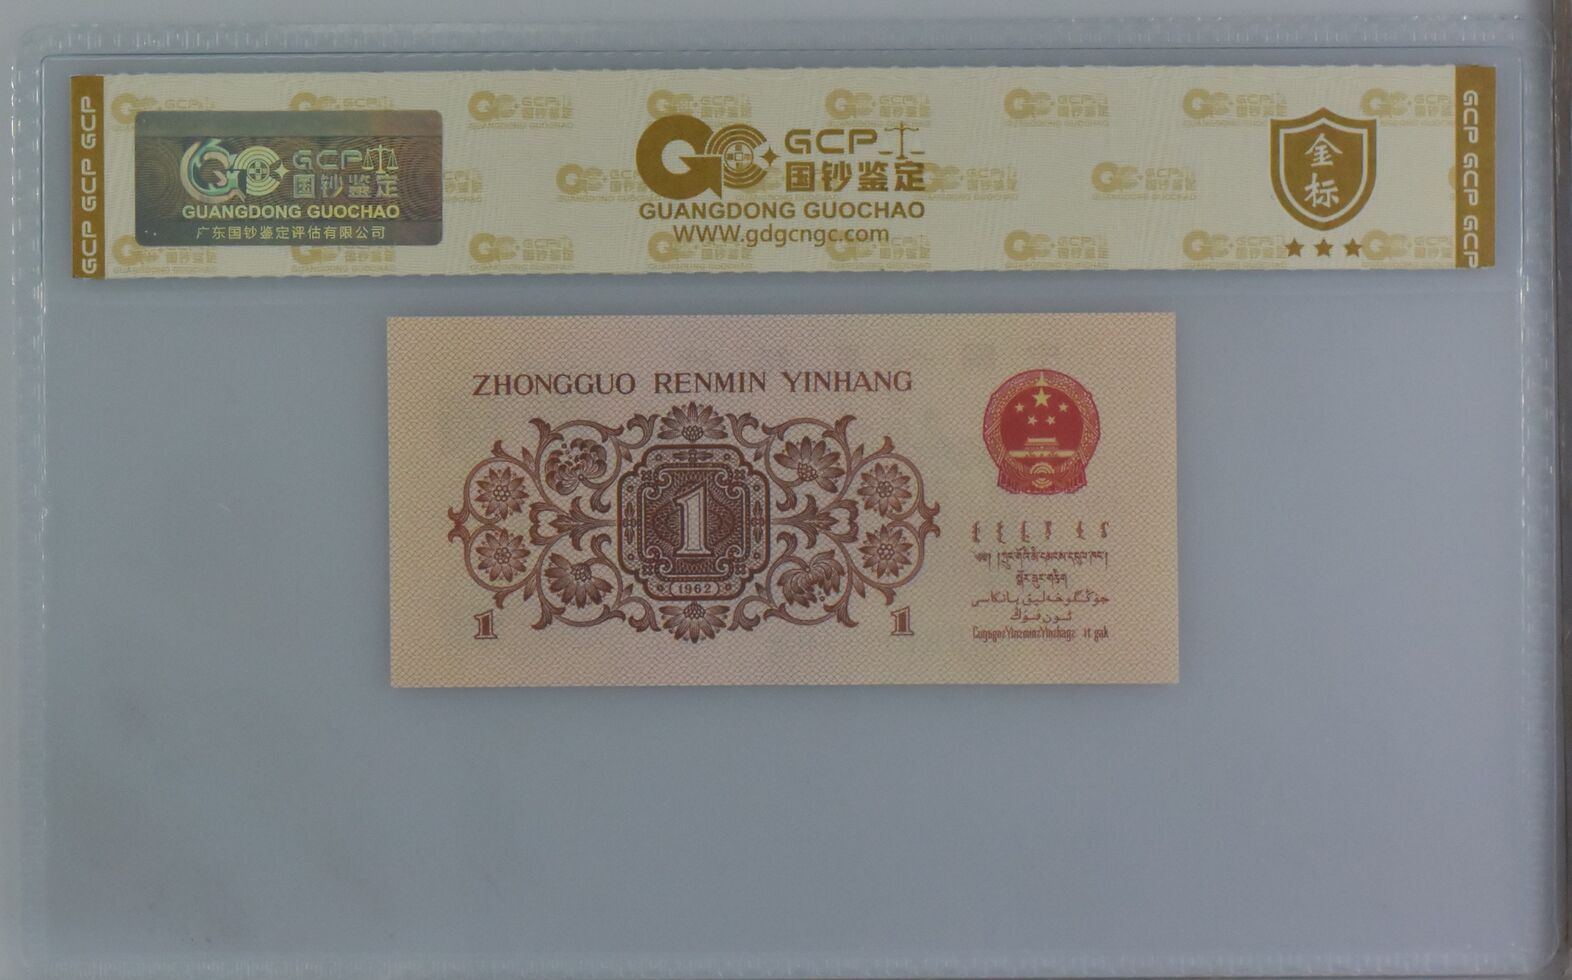 GCP GCP GCP
GCP
国钞鉴定
GUANGDONG GUOCHAO
广东国钞鉴定评估有限公司
GCP
国钞鉴定
GUANGDONG GUOCHAO
WWW.gdgcngc.com
金标
GCP GCP GCP
ZHONGGUO RENMIN YINHANG
1
(1962)
1
1